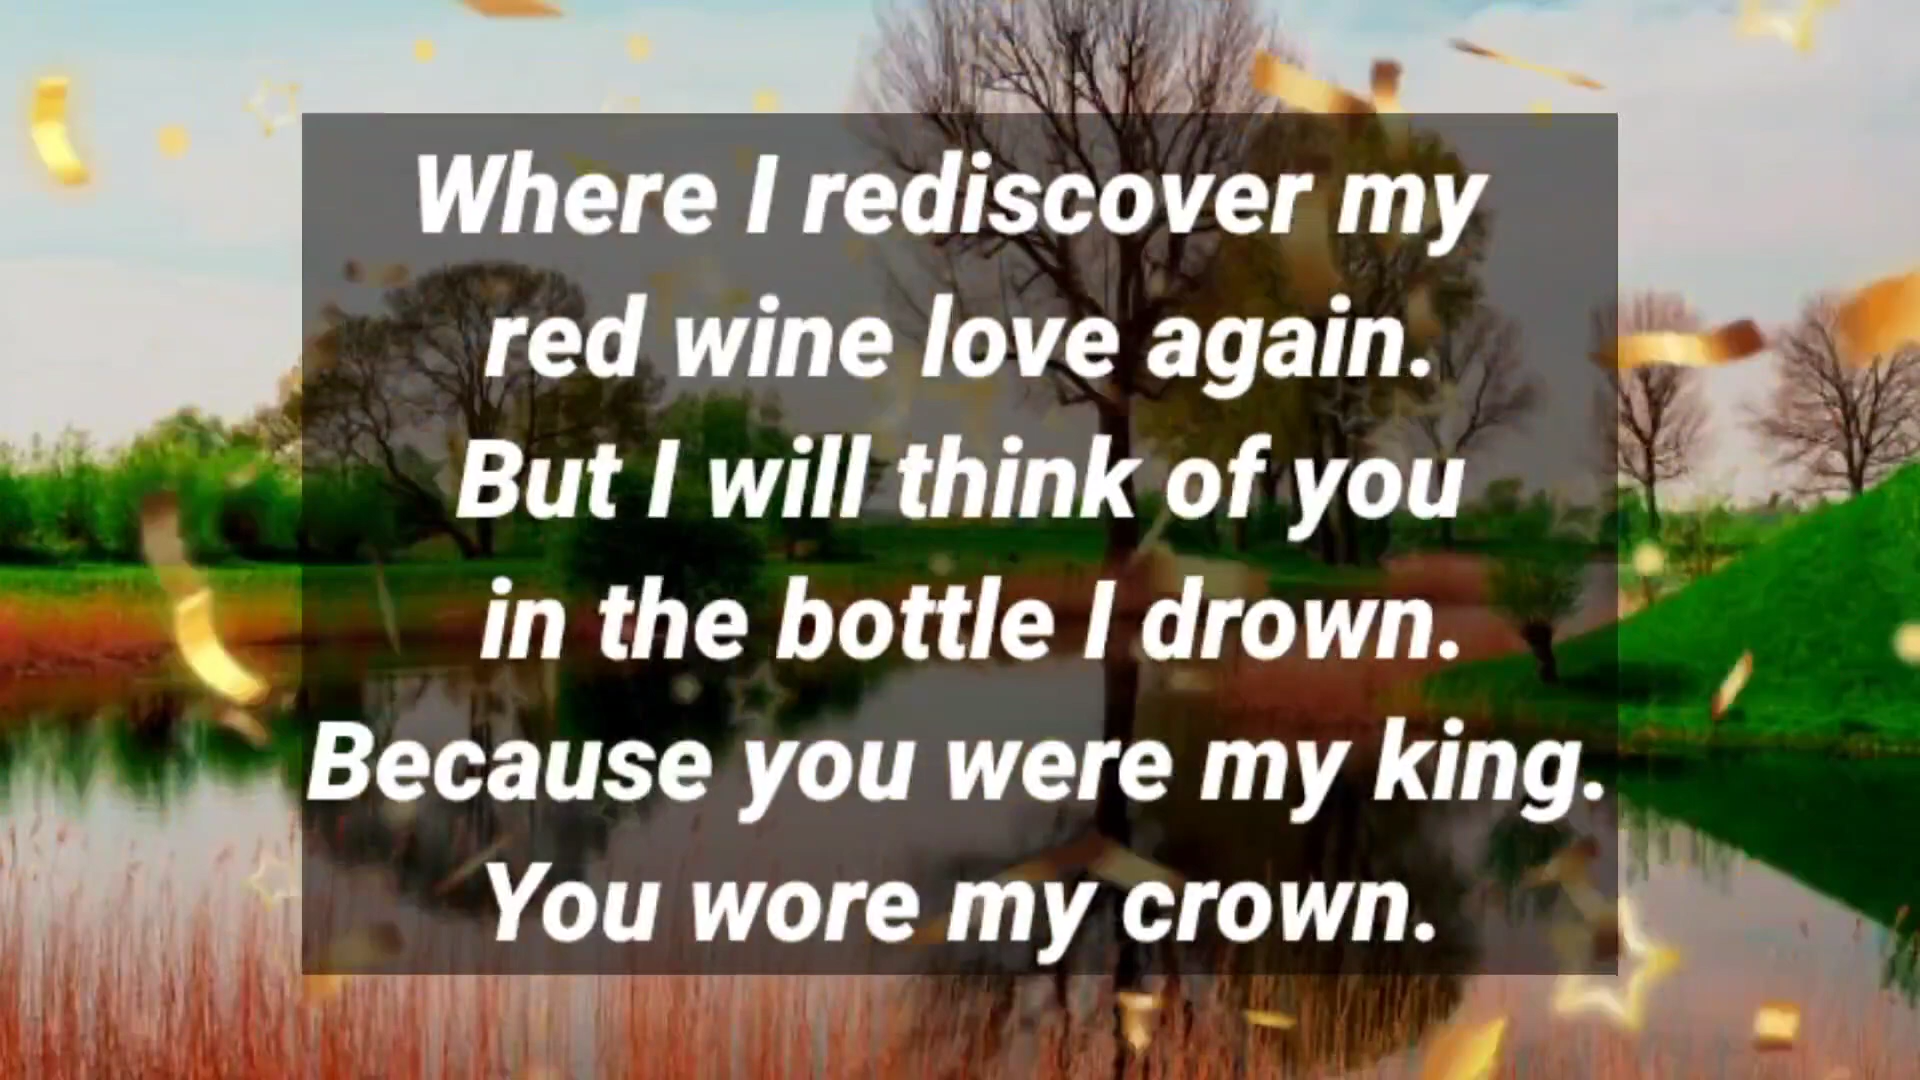 Where I rediscover my
red wine love again.
But I will think of you
in the bottle I drown.
Because you were my king.
You wore my crown.